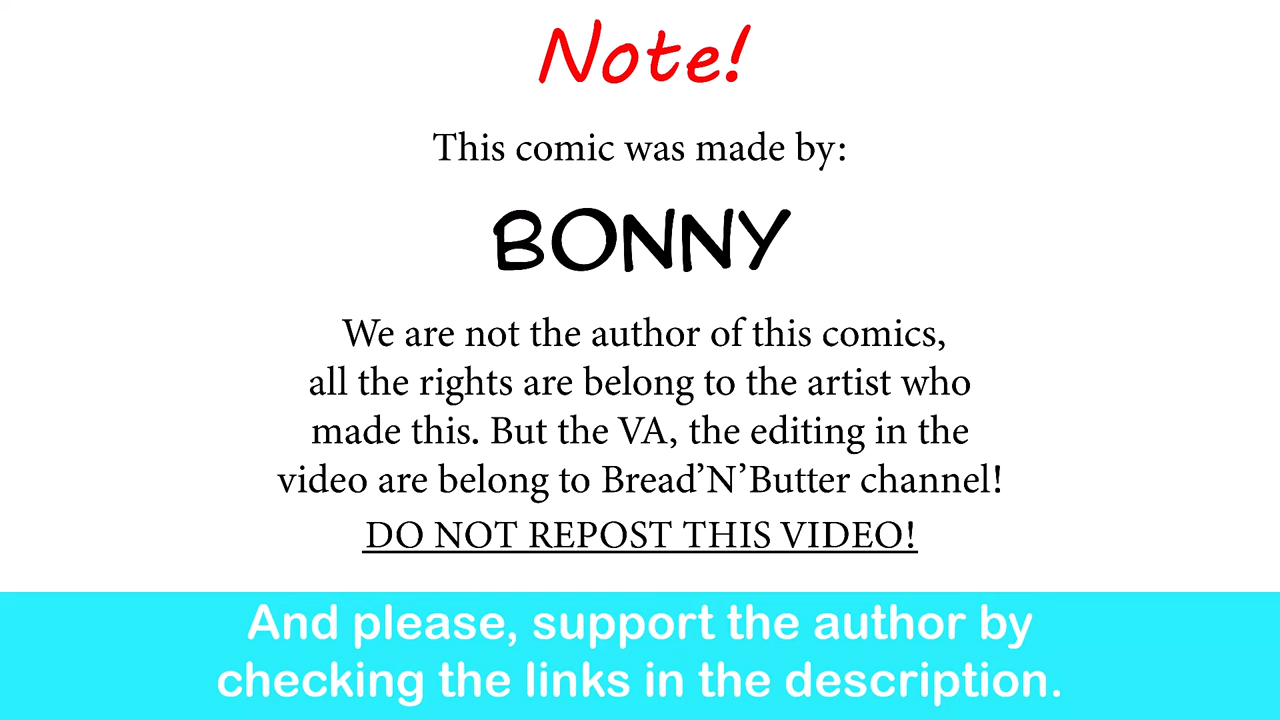 Note!
This comic was made by:
BONNY
We are not the author of this comics,
all the rights are belong to the artist who
made this. But the VA, the editing in the
video are belong to Bread’N’Butter channel!
DO NOT REPOST THIS VIDEO!
And please, support the author by
checking the links in the description.